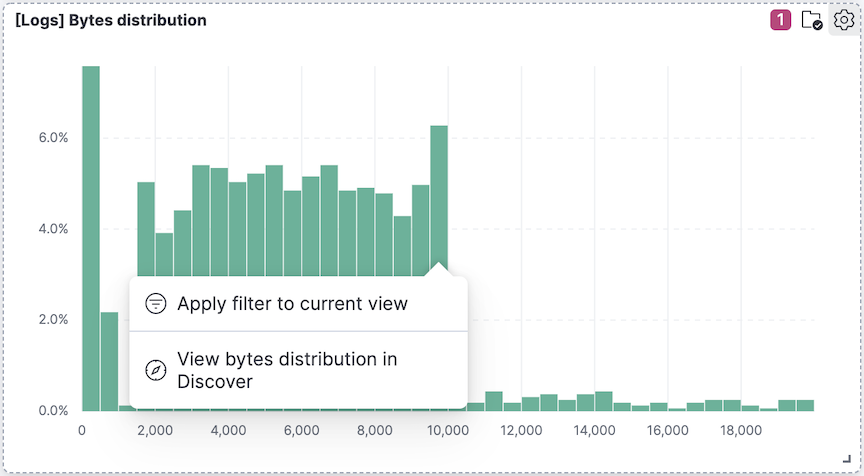 [Logs] Bytes distribution
1
6.0%
4.0%
2.0%
0.0%
Apply filter to current view
View bytes distribution in
Discover
0 2,000 4,000 6,000 8,000 10,000 12,000 14,000 16,000 18,000